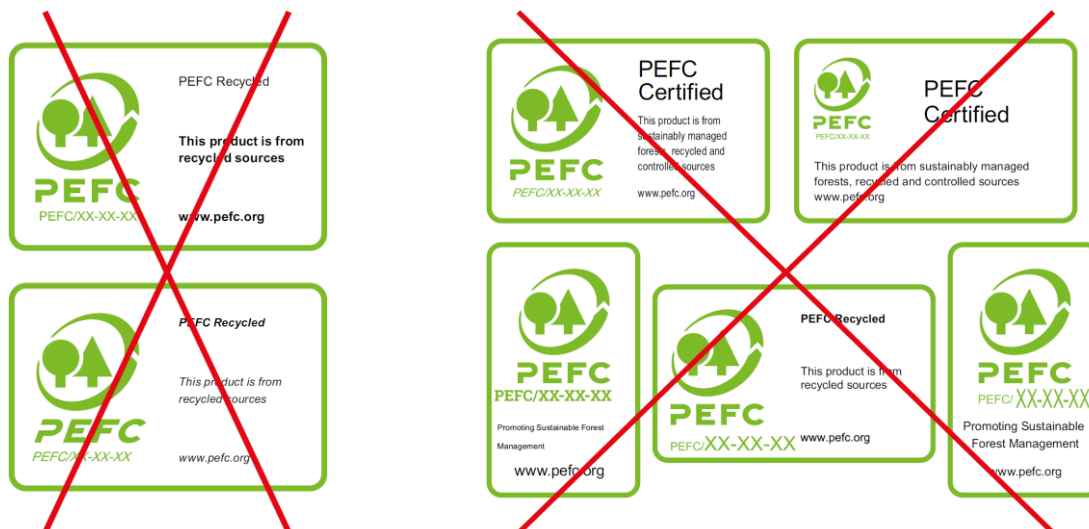 PEFC Recycled
This product is from
recycled sources
PEFC
PEFC/XX-XX-XX
www.pefc.org
PEFC Recycled
This product is from
recycled sources
PEFC
PEFC/XX-XX-XX
www.pefc.org
PEFC
Certified
This product is from
sustainably managed
forests, recycled and
controlled sources
PEFC
PEFC/XX-XX-XX
www.pefc.org
PEFC
Certified
PEFC
PEFC/XX-XX-XX
This product is from sustainably managed
forests, recycled and controlled sources
www.pefc.org
PEFC
PEFC/XX-XX-XX
Promoting Sustainable Forest
Management
www.pefc.org
PEFC Recycled
This product is from
recycled sources
PEFC
PEFC/XX-XX-XX
www.pefc.org
PEFC
PEFC/XX-XX-XX
Promoting Sustainable
Forest Management
www.pefc.org